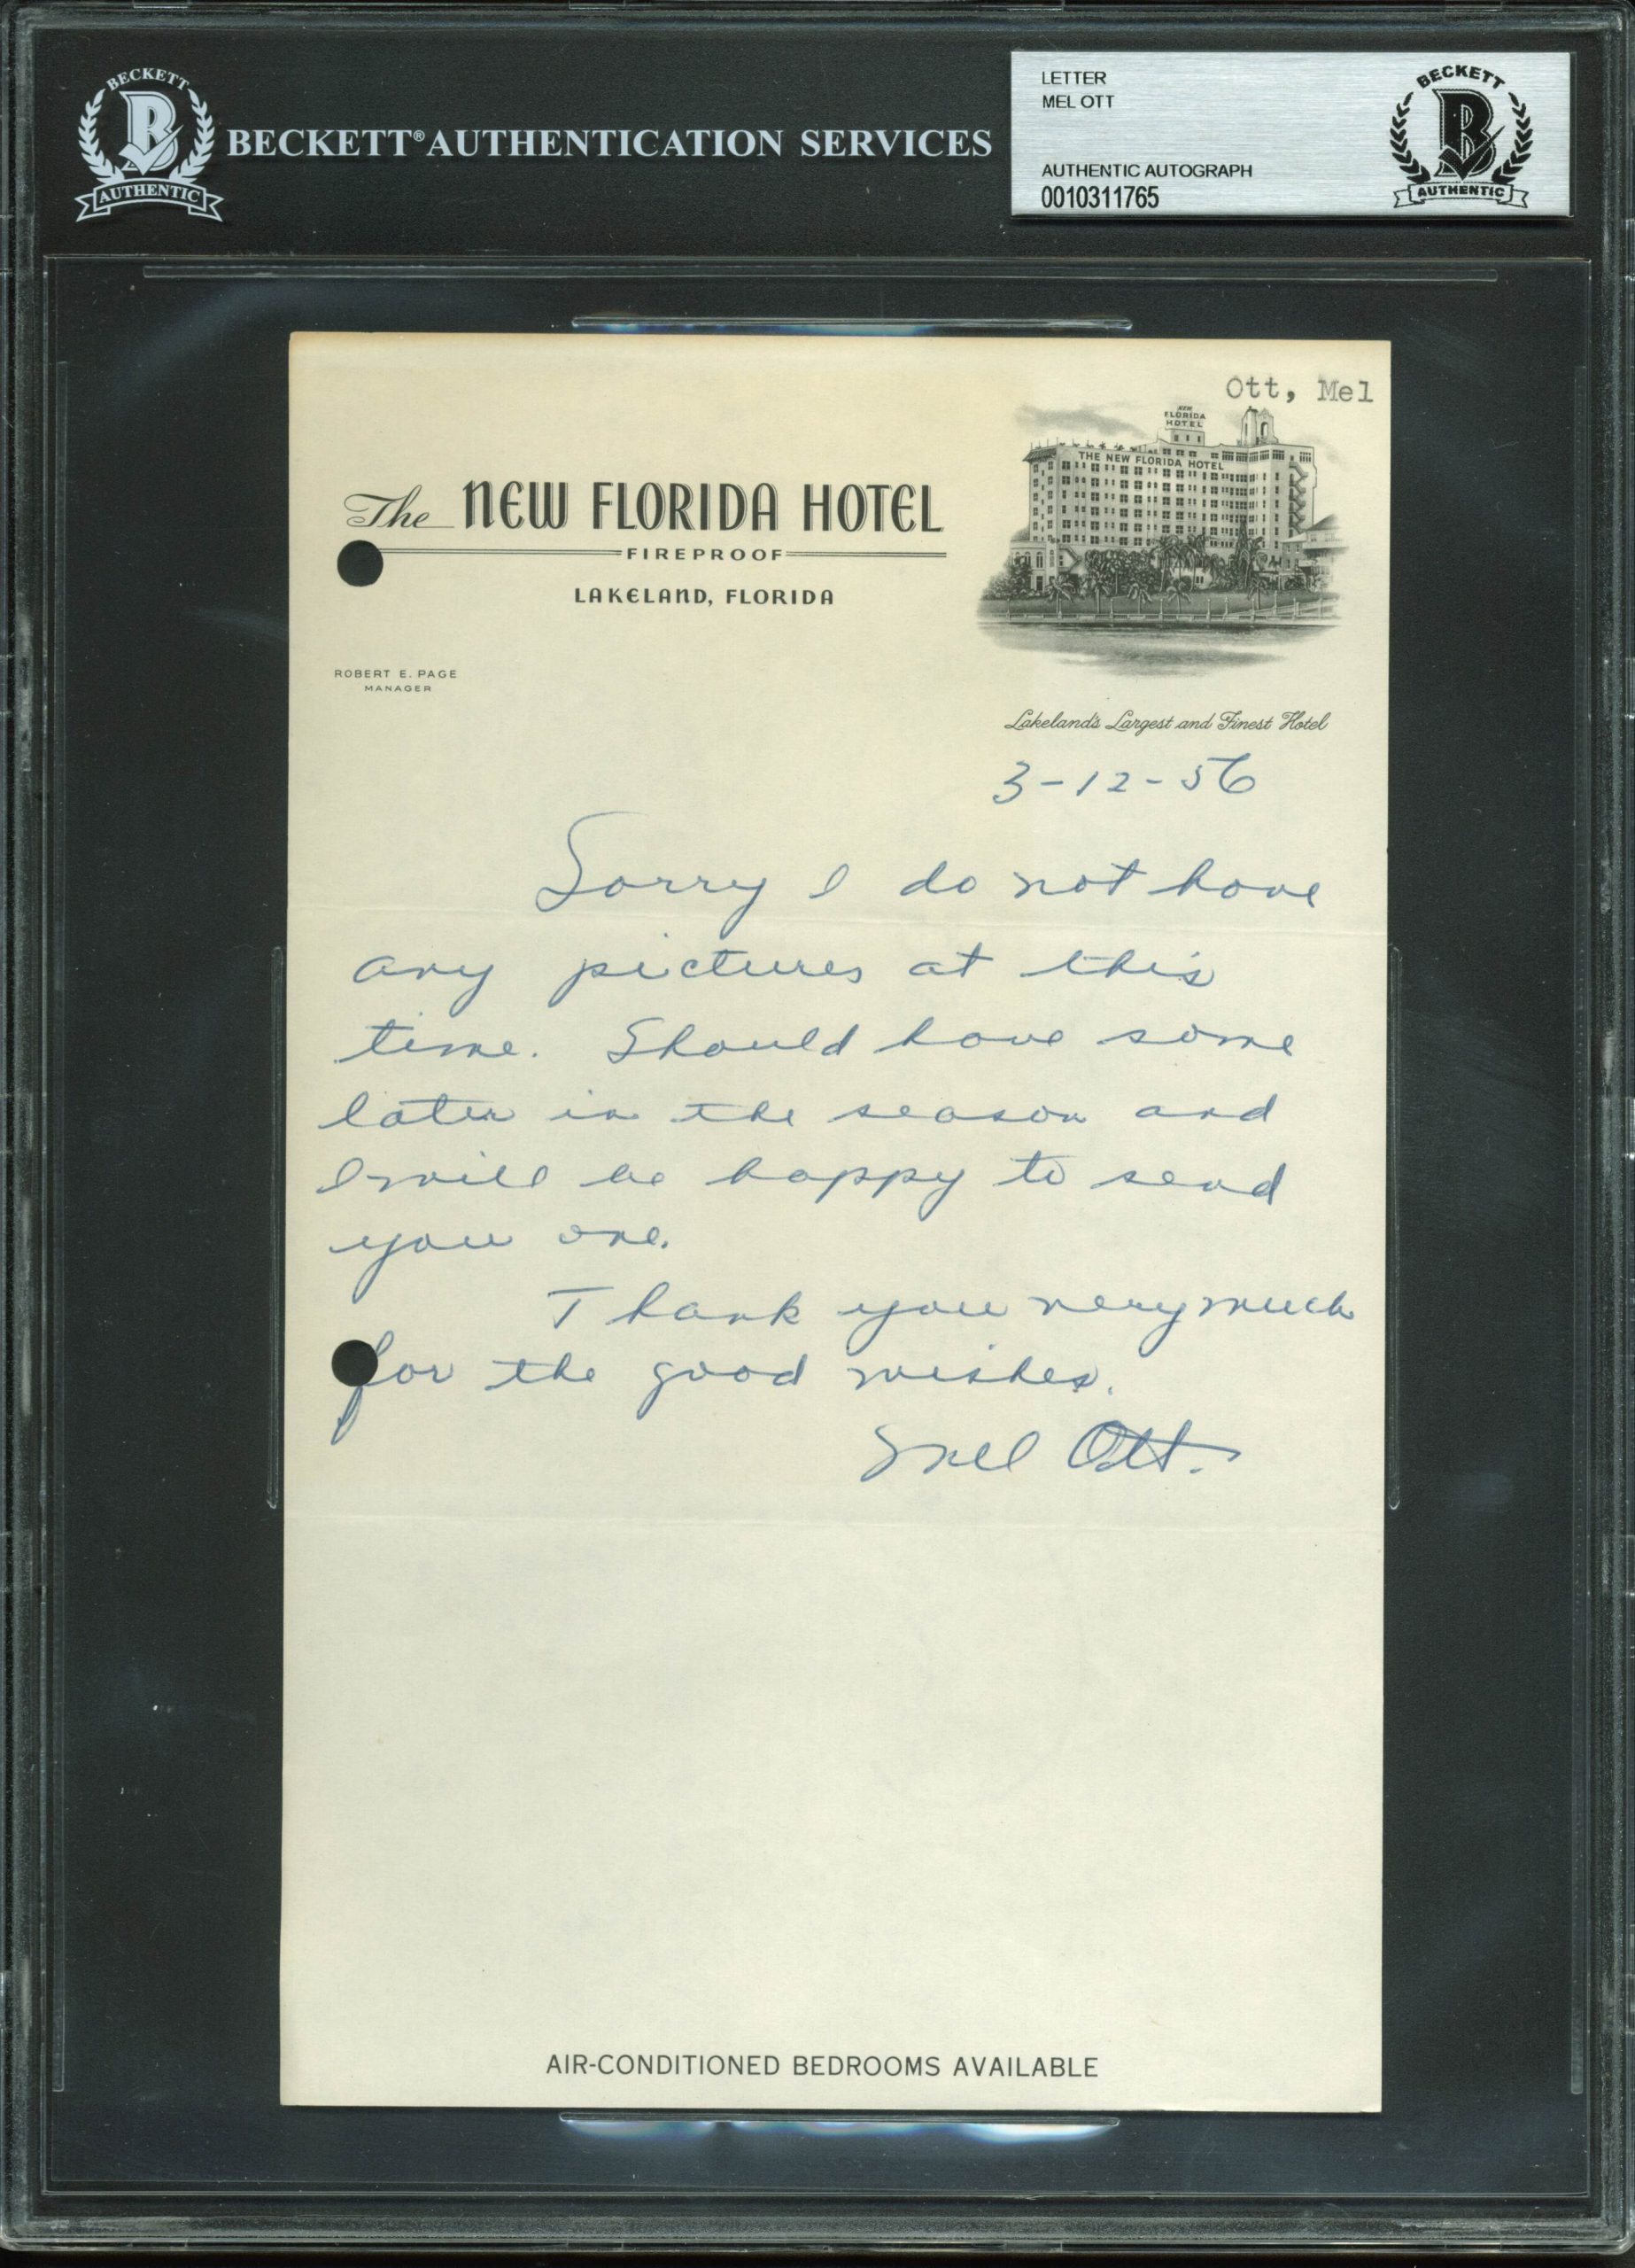 BECKETT
B
AUTHENTIC
BECKETT® AUTHENTICATION SERVICES
LETTER
MEL OTT
AUTHENTIC AUTOGRAPH
0010311765
BECKETT
B
AUTHENTIC
Ott, Mel
NEW
FLORIDA
HOTEL
THE NEW FLORIDA HOTEL
The NEW FLORIDA HOTEL
FIREPROOF
LAKELAND, FLORIDA
ROBERT E. PAGE
MANAGER
Lakeland's Largest and Finest Hotel
3-12-56
Sorry I do not have
any pictures at this
time. Should have some
later in the season and
I will be happy to send
you one.
Thank you very much
for the good wishes.
Mel Ott.
AIR-CONDITIONED BEDROOMS AVAILABLE